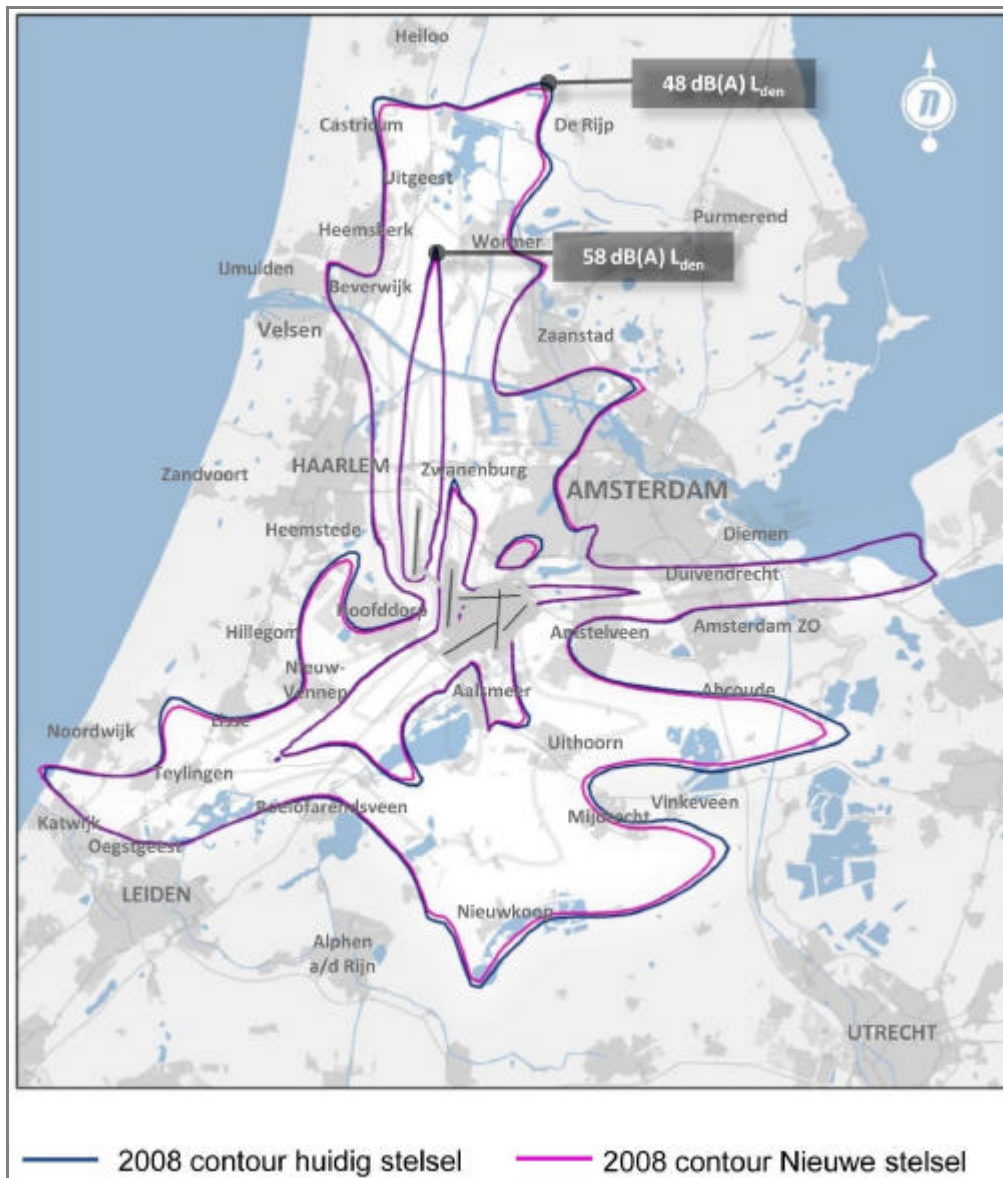 Heiloo
48 dB(A) Lden
Castricum
De Rijp
Uitgeest
Purmerend
Heemskerk
Wormer
58 dB(A) Lden
IJmuiden
Beverwijk
Velsen
Zaanstad
HAARLEM
Zwanenburg
Zandvoort
AMSTERDAM
Heemstede
Diemen
Duivendrecht
Hoofddorp
Hillegom
Amstelveen
Amsterdam ZO
Nieuw-
Vennep
Aalsmeer
Abcoude
Noordwijk
Lisse
Uithoorn
Teylingen
Roelofarendsveen
Vinkeveen
Katwijk
Mijdrecht
Oegstgeest
LEIDEN
Nieuwkoop
Alphen
a/d Rijn
UTRECHT
2008 contour huidig stelsel
2008 contour Nieuwe stelsel